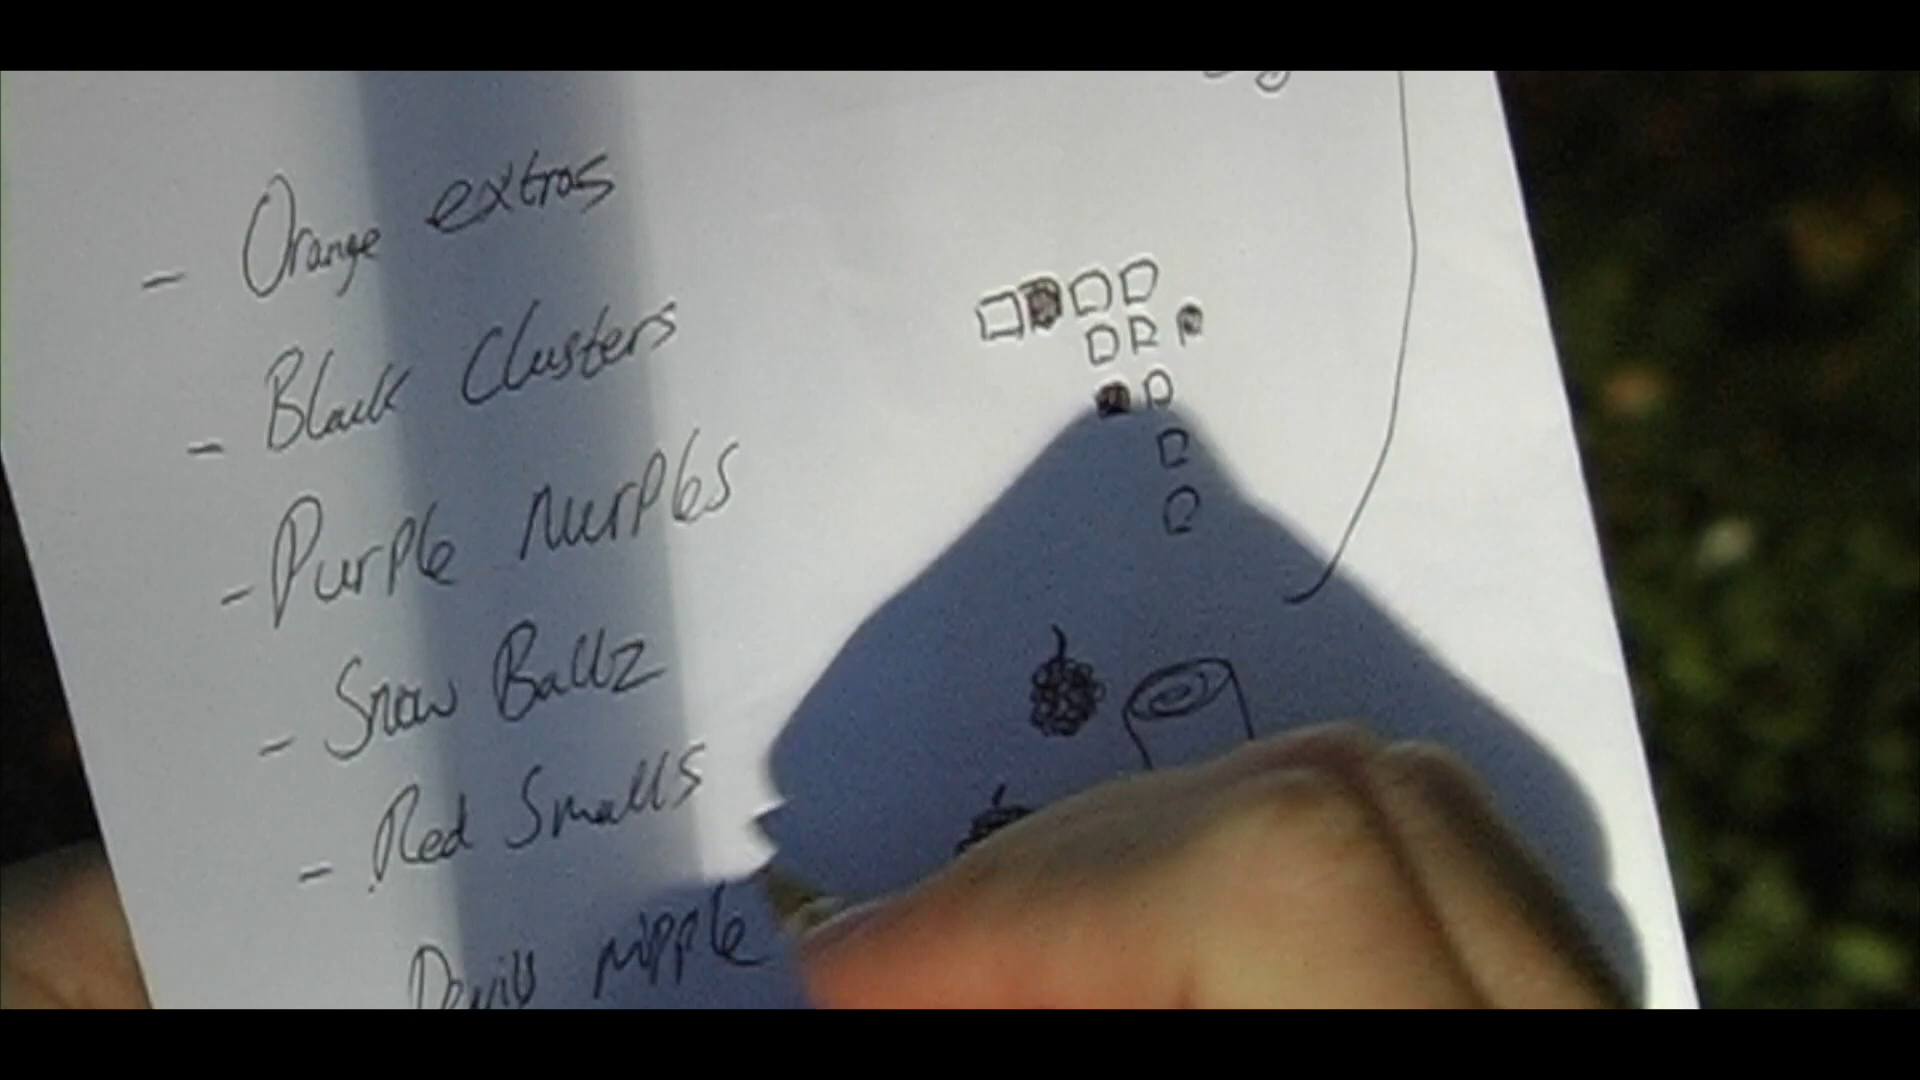 - Orange extras
- Black Clusters
- Purple Nurples
- Snow Ballz
- Red Smalls
Devils nipple